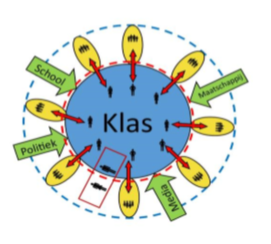 School
Maatschappij
Klas
Politiek
Media